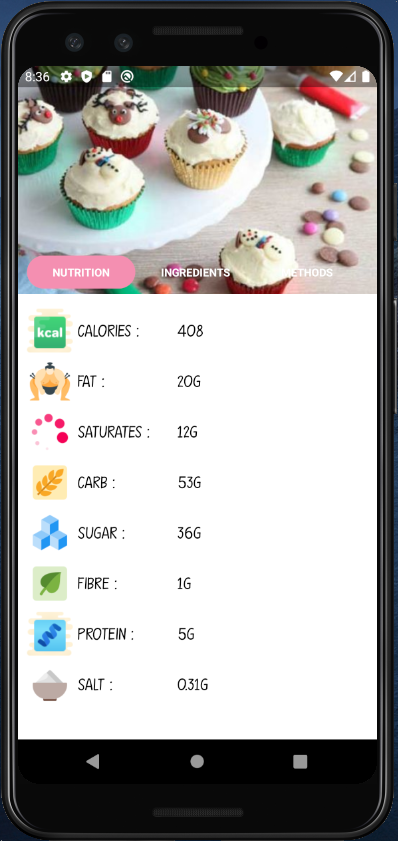 8:36
NUTRITION INGREDIENTS METHODS
kcal CALORIES : 408
FAT : 20G
SATURATES : 12G
CARB : 53G
SUGAR : 36G
FIBRE : 1G
PROTEIN : 5G
SALT : 0.31G